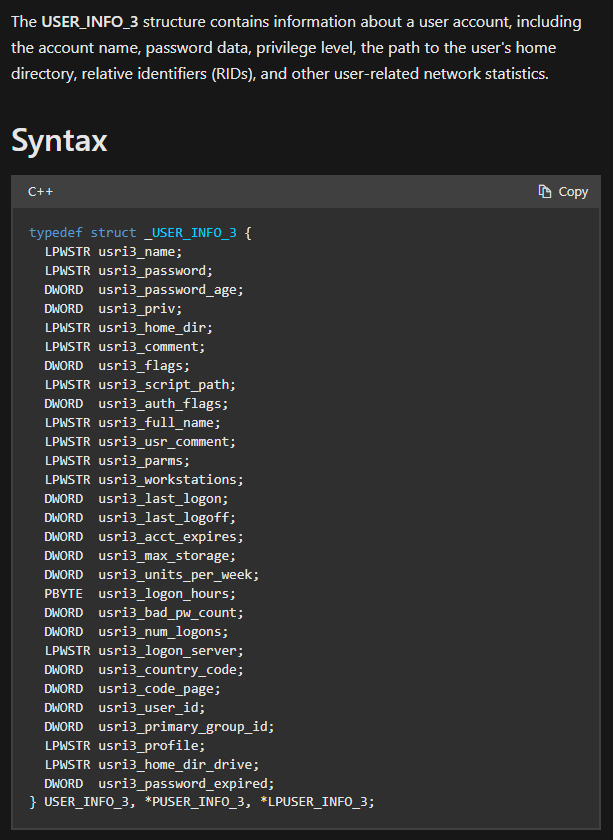 The USER_INFO_3 structure contains information about a user account, including
the account name, password data, privilege level, the path to the user's home
directory, relative identifiers (RIDs), and other user-related network statistics.
Syntax
C++ Copy
typedef struct _USER_INFO_3 {
  LPWSTR usri3_name;
  LPWSTR usri3_password;
  DWORD  usri3_password_age;
  DWORD  usri3_priv;
  LPWSTR usri3_home_dir;
  LPWSTR usri3_comment;
  DWORD  usri3_flags;
  LPWSTR usri3_script_path;
  DWORD  usri3_auth_flags;
  LPWSTR usri3_full_name;
  LPWSTR usri3_usr_comment;
  LPWSTR usri3_parms;
  LPWSTR usri3_workstations;
  DWORD  usri3_last_logon;
  DWORD  usri3_last_logoff;
  DWORD  usri3_acct_expires;
  DWORD  usri3_max_storage;
  DWORD  usri3_units_per_week;
  PBYTE  usri3_logon_hours;
  DWORD  usri3_bad_pw_count;
  DWORD  usri3_num_logons;
  LPWSTR usri3_logon_server;
  DWORD  usri3_country_code;
  DWORD  usri3_code_page;
  DWORD  usri3_user_id;
  DWORD  usri3_primary_group_id;
  LPWSTR usri3_profile;
  LPWSTR usri3_home_dir_drive;
  DWORD  usri3_password_expired;
} USER_INFO_3, *PUSER_INFO_3, *LPUSER_INFO_3;